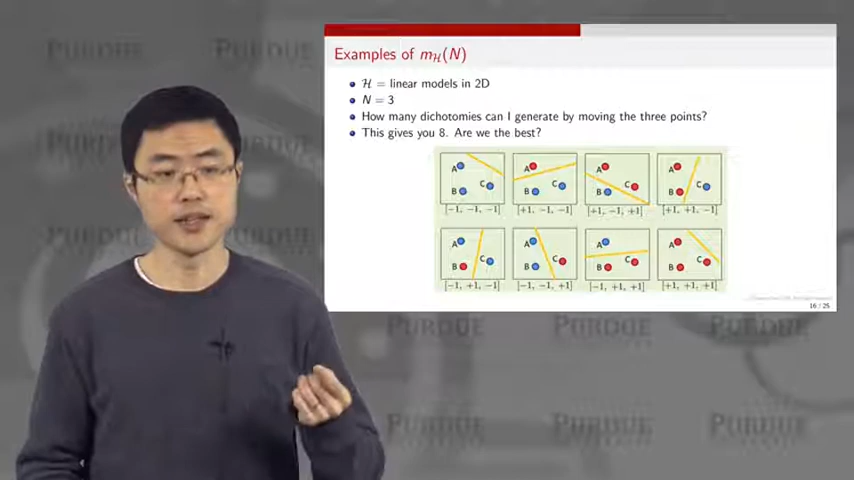 PURDUE
PURDUE
Examples of mℋ(N)
ℋ = linear models in 2D
N = 3
How many dichotomies can I generate by moving the three points?
This gives you 8. Are we the best?
A
B
C
[−1, −1, −1]
A
B
C
[+1, −1, −1]
A
B
C
[+1, −1, +1]
A
B
C
[+1, +1, −1]
A
B
C
[−1, +1, −1]
A
B
C
[−1, −1, +1]
A
B
C
[−1, +1, +1]
A
B
C
[+1, +1, +1]
16 / 25
PURDUE
PURDUE
PURDUE
PURDUE
PURDUE
PURDUE